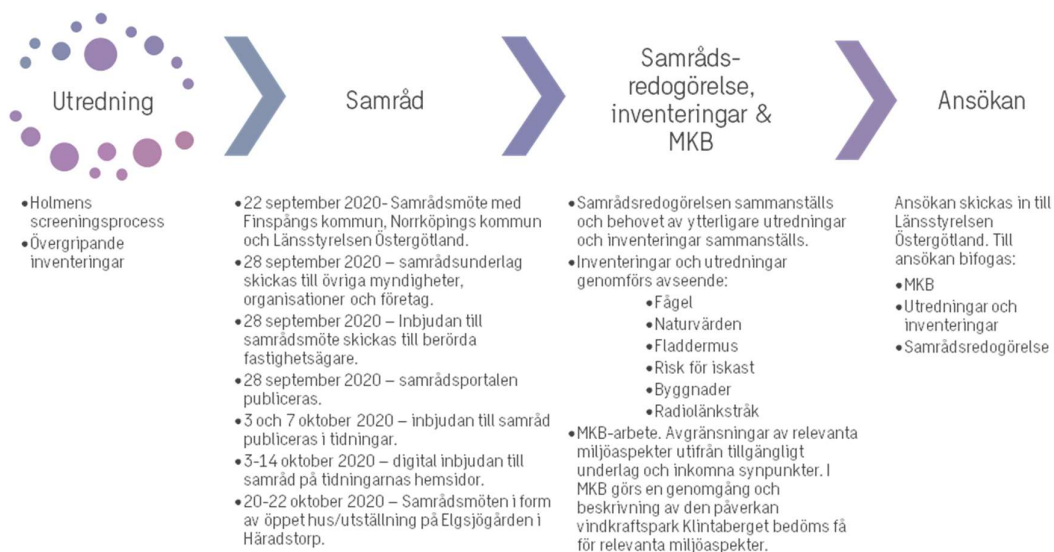 Utredning
•Holmens
screeningsprocess
•Övergripande
inventeringar
Samråd
•22 september 2020- Samrådsmöte med
Finspångs kommun, Norrköpings kommun
och Länsstyrelsen Östergötland.
•28 september 2020 – samrådsunderlag
skickas till övriga myndigheter,
organisationer och företag.
•28 september 2020 – Inbjudan till
samrådsmöte skickas till berörda
fastighetsägare.
•28 september 2020 – samrådsportalen
publiceras.
•3 och 7 oktober 2020 – inbjudan till samråd
publiceras i tidningar.
•3-14 oktober 2020 – digital inbjudan till
samråd på tidningarnas hemsidor.
•20-22 oktober 2020 – Samrådsmöten i form
av öppet hus/utställning på Elgsjögården i
Häradstorp.
Samråds-
redogörelse,
inventeringar &
MKB
•Samrådsredogörelsen sammanställs
och behovet av ytterligare utredningar
och inventeringar sammanställs.
•Inventeringar och utredningar
genomförs avseende:
•Fågel
•Naturvärden
•Fladdermus
•Risk för iskast
•Byggnader
•Radiolänkstråk
•MKB-arbete. Avgränsningar av relevanta
miljöaspekter utifrån tillgängligt
underlag och inkomna synpunkter. I
MKB görs en genomgång och
beskrivning av den påverkan
vindkraftspark Klintaberget bedöms få
för relevanta miljöaspekter.
Ansökan
Ansökan skickas in till
Länsstyrelsen
Östergötland. Till
ansökan bifogas:
•MKB
•Utredningar och
inventeringar
•Samrådsredogörelse